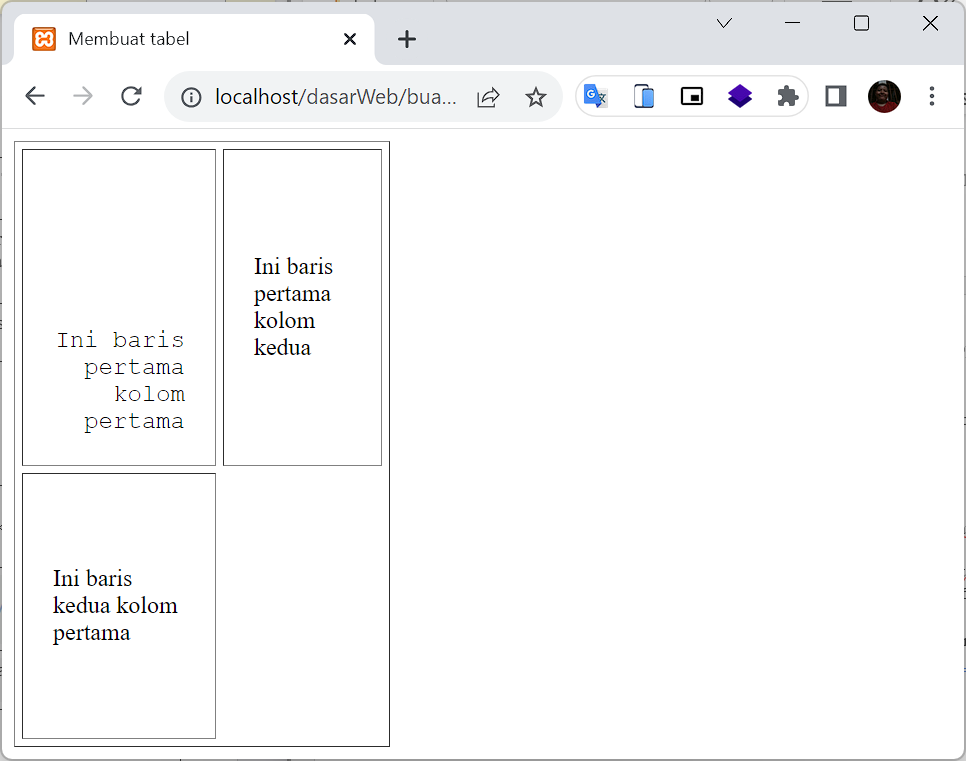 Membuat tabel
localhost/dasarWeb/bua...
Ini baris
pertama
kolom
pertama
Ini baris
pertama
kolom
kedua
Ini baris
kedua kolom
pertama